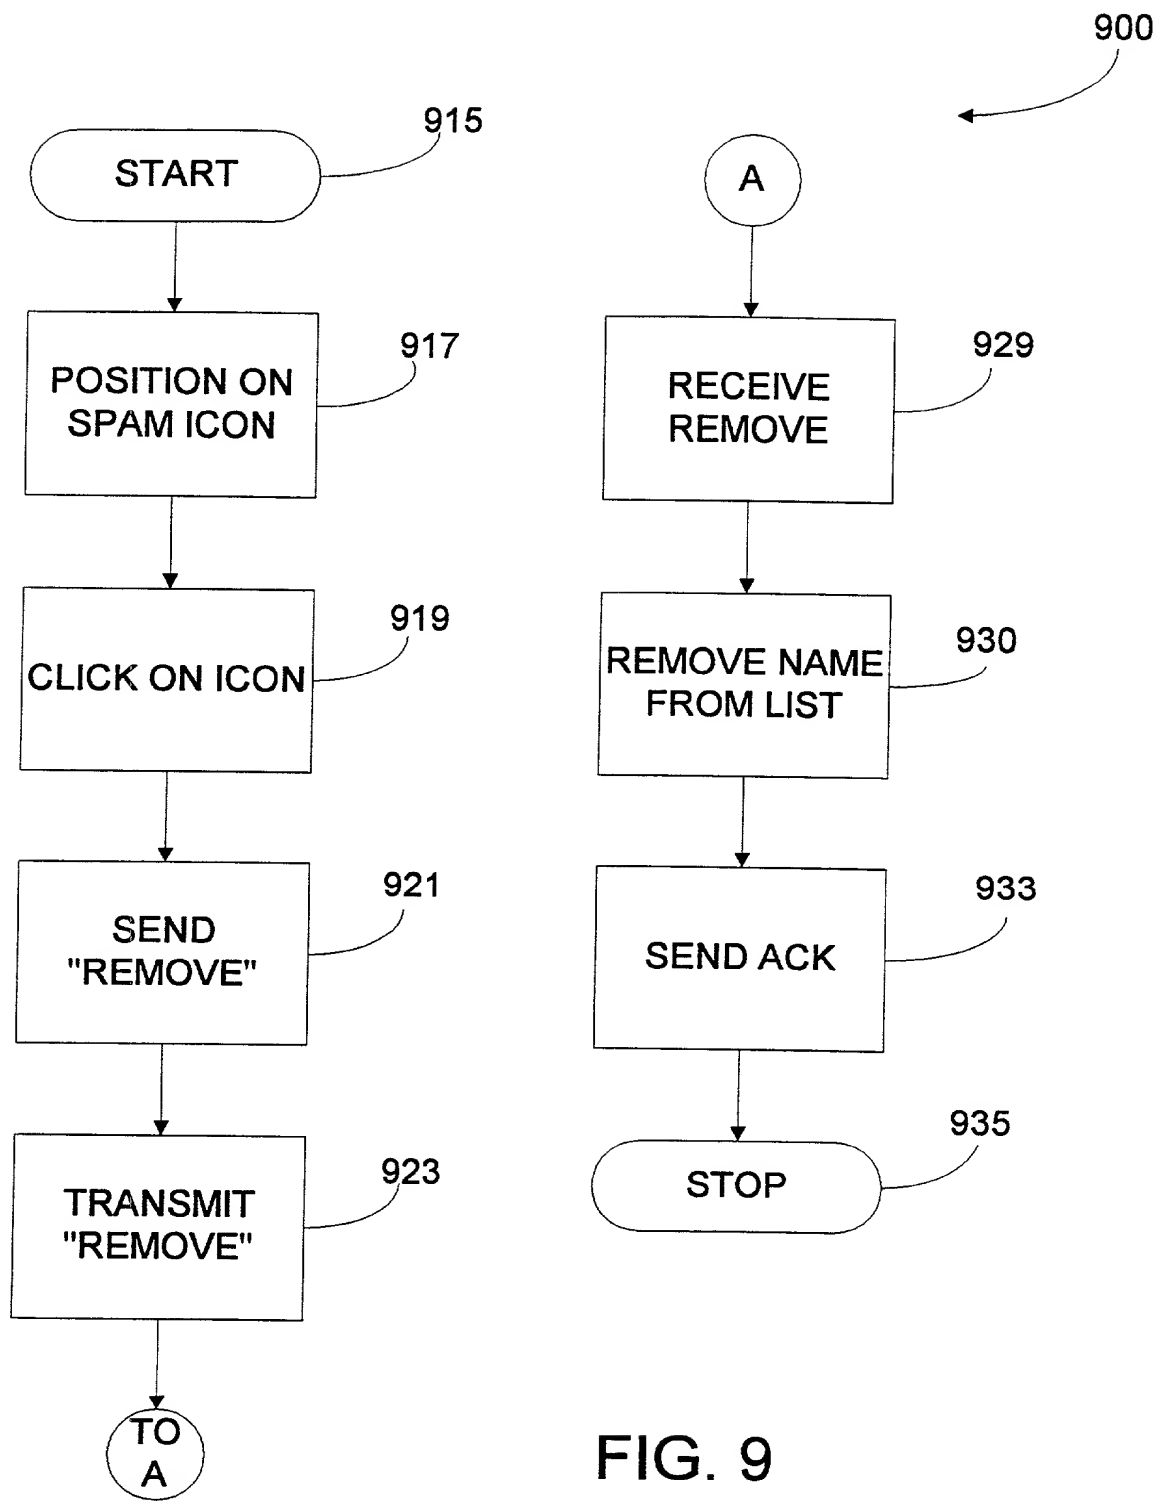 900
915
START
917
POSITION ON
SPAM ICON
919
CLICK ON ICON
921
SEND
"REMOVE"
923
TRANSMIT
"REMOVE"
TO
A
A
929
RECEIVE
REMOVE
930
REMOVE NAME
FROM LIST
933
SEND ACK
935
STOP
FIG. 9